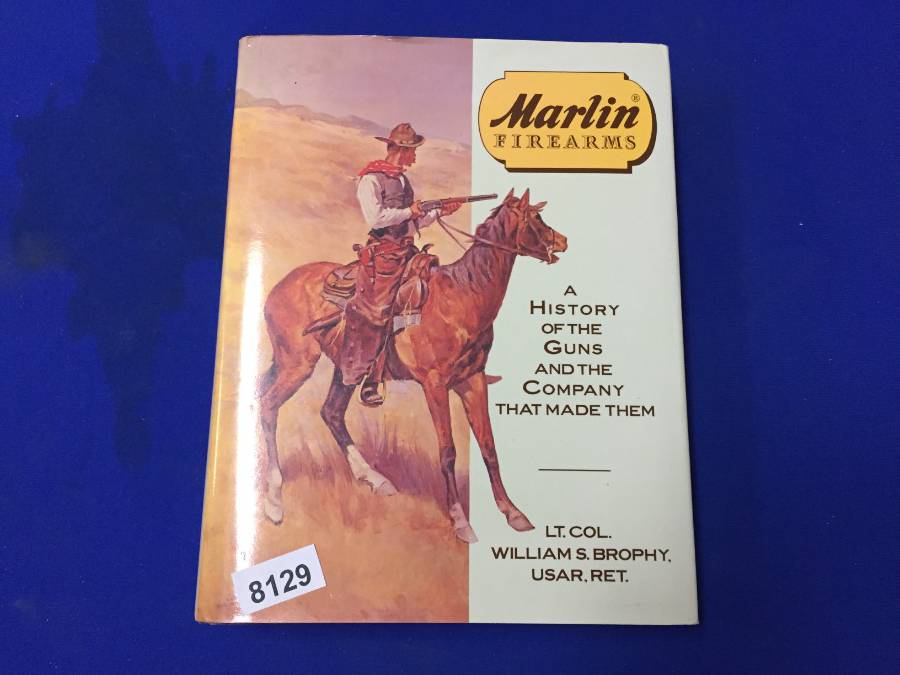 Marlin®
FIREARMS
A
HISTORY
OF THE
GUNS
AND THE
COMPANY
THAT MADE THEM
LT. COL.
WILLIAM S. BROPHY,
USAR, RET.
8129